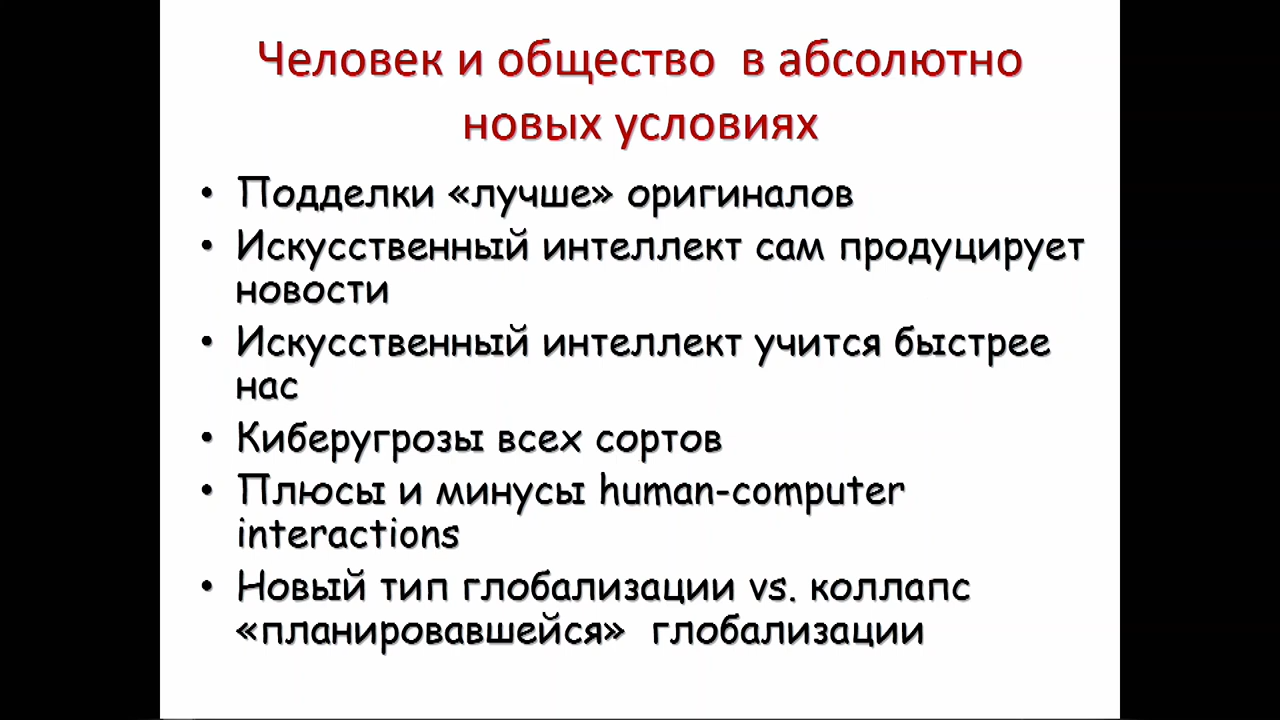 Человек и общество в абсолютно
новых условиях
• Подделки «лучше» оригиналов
• Искусственный интеллект сам продуцирует
новости
• Искусственный интеллект учится быстрее
нас
• Киберугрозы всех сортов
• Плюсы и минусы human-computer
interactions
• Новый тип глобализации vs. коллапс
«планировавшейся» глобализации